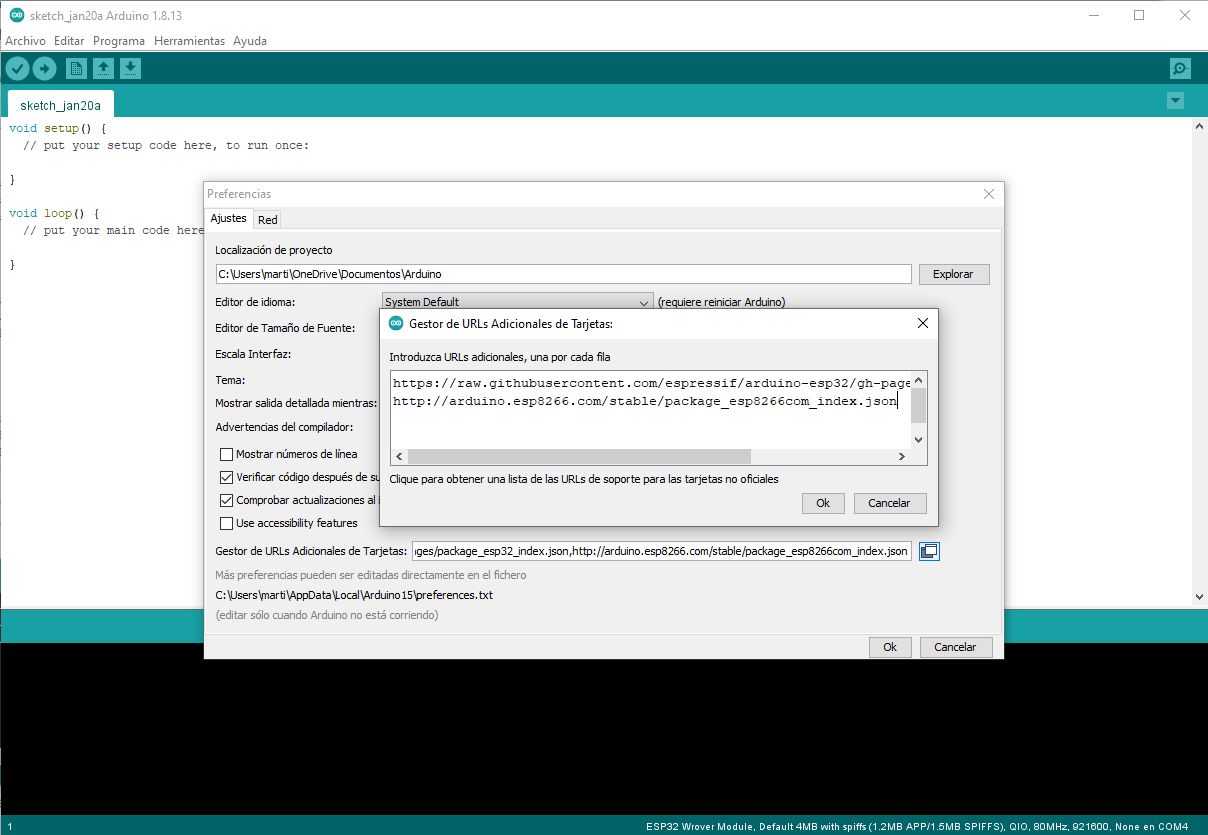 sketch_jan20a Arduino 1.8.13
Archivo Editar Programa Herramientas Ayuda
sketch_jan20a
void setup() {
// put your setup code here, to run once:
}
void loop() {
// put your main code here
}
Preferencias
Ajustes Red
Localización de proyecto
C:\Users\marti\OneDrive\Documentos\Arduino Explorar
Editor de idioma: System Default (requiere reiniciar Arduino)
Editor de Tamaño de Fuente:
Escala Interfaz:
Tema:
Mostrar salida detallada mientras:
Advertencias del compilador:
Mostrar números de línea
Verificar código después de su
Comprobar actualizaciones al i
Use accessibility features
Gestor de URLs Adicionales de Tarjetas:
Introduzca URLs adicionales, una por cada fila
https://raw.githubusercontent.com/espressif/arduino-esp32/gh-page
http://arduino.esp8266.com/stable/package_esp8266com_index.json
Clique para obtener una lista de las URLs de soporte para las tarjetas no oficiales
Ok Cancelar
Gestor de URLs Adicionales de Tarjetas: ges/package_esp32_index.json,http://arduino.esp8266.com/stable/package_esp8266com_index.json
Más preferencias pueden ser editadas directamente en el fichero
C:\Users\marti\AppData\Local\Arduino15\preferences.txt
(editar sólo cuando Arduino no está corriendo)
Ok Cancelar
1 ESP32 Wrover Module, Default 4MB with spiffs (1.2MB APP/1.5MB SPIFFS), QIO, 80MHz, 921600, None en COM4